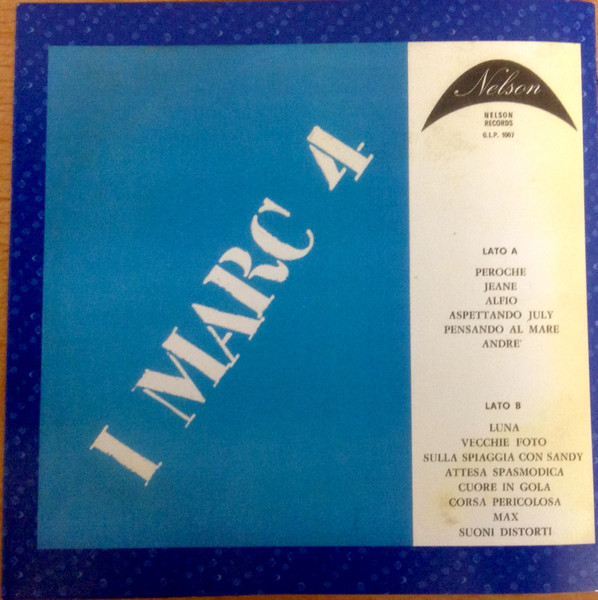 I MARC 4
Nelson
NELSON
RECORDS
G.L.P. 1007
LATO A
PEROCHE
JEANE
ALFIO
ASPETTANDO JULY
PENSANDO AL MARE
ANDRE'
LATO B
LUNA
VECCHIE FOTO
SULLA SPIAGGIA CON SANDY
ATTESA SPASMODICA
CUORE IN GOLA
CORSA PERICOLOSA
MAX
SUONI DISTORTI